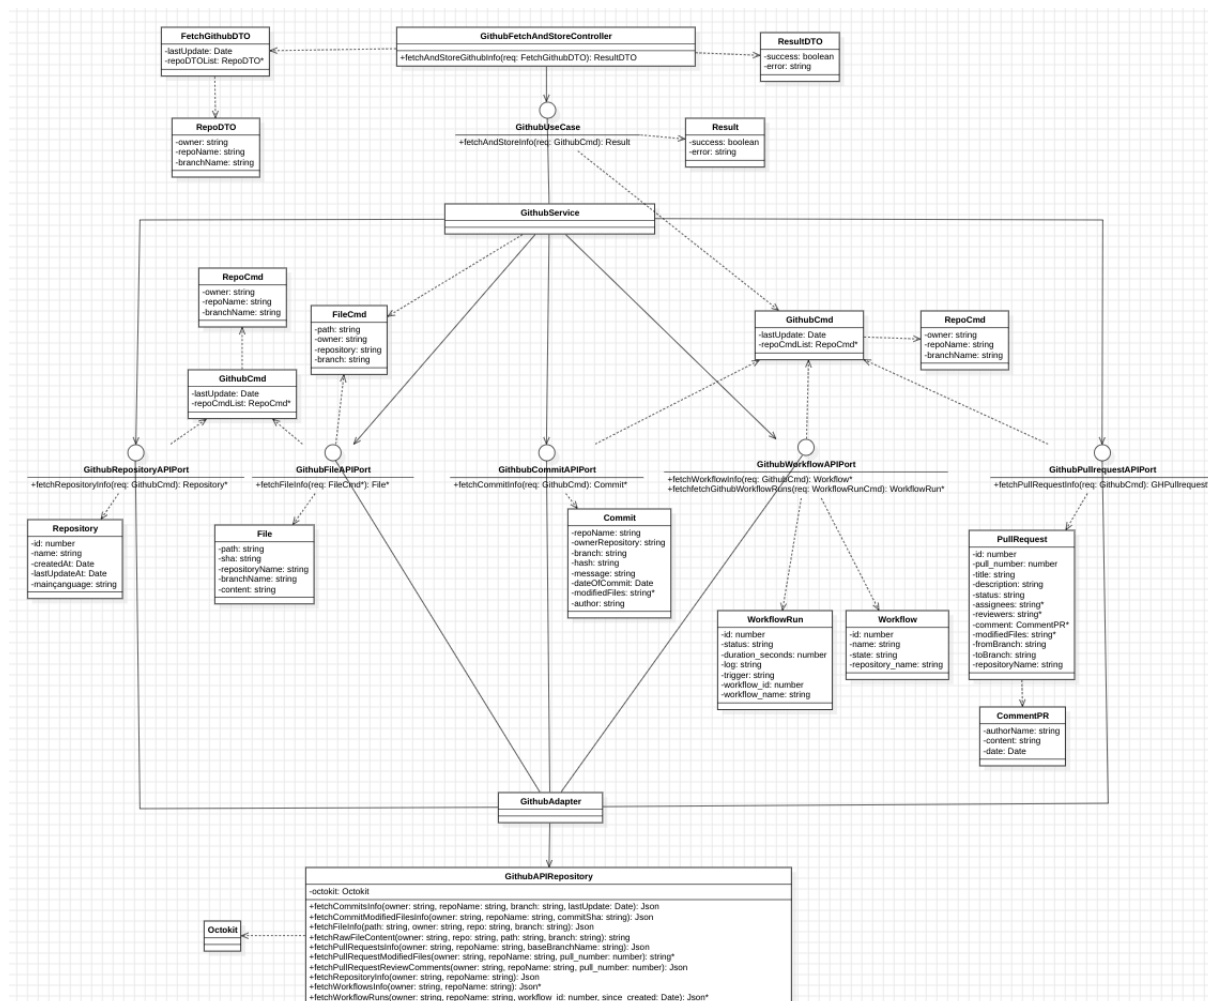 FetchGithubDTO
-lastUpdate: Date
-repoDTOList: RepoDTO*
GithubFetchAndStoreController
+fetchAndStoreGithubInfo(req: FetchGithubDTO): ResultDTO
ResultDTO
-success: boolean
-error: string
RepoDTO
-owner: string
-repoName: string
-branchName: string
GithubUseCase
+fetchAndStoreInfo(req: GithubCmd): Result
Result
-success: boolean
-error: string
GithubService
RepoCmd
-owner: string
-repoName: string
-branchName: string
FileCmd
-path: string
-owner: string
-repository: string
-branch: string
GithubCmd
-lastUpdate: Date
-repoCmdList: RepoCmd*
RepoCmd
-owner: string
-repoName: string
-branchName: string
GithubCmd
-lastUpdate: Date
-repoCmdList: RepoCmd*
GithubRepositoryAPIPort
+fetchRepositoryInfo(req: GithubCmd): Repository*
GithubFileAPIPort
+fetchFileInfo(req: FileCmd*): File*
GithbubCommitAPIPort
+fetchCommitInfo(req: GithubCmd): Commit*
GithubWorkflowAPIPort
+fetchWorkflowInfo(req: GithubCmd): Workflow*
+fetchfetchGithubWorkflowRuns(req: WorkflowRunCmd): WorkflowRun*
GithubPullrequestAPIPort
+fetchPullRequestInfo(req: GithubCmd): GHPullrequest
Repository
-id: number
-name: string
-createdAt: Date
-lastUpdateAt: Date
-mainçanguage: string
File
-path: string
-sha: string
-repositoryName: string
-branchName: string
-content: string
Commit
-repoName: string
-ownerRepository: string
-branch: string
-hash: string
-message: string
-dateOfCommit: Date
-modifiedFiles: string*
-author: string
WorkflowRun
-id: number
-status: string
-duration_seconds: number
-log: string
-trigger: string
-workflow_id: number
-workflow_name: string
Workflow
-id: number
-name: string
-state: string
-repository_name: string
PullRequest
-id: number
-pull_number: number
-title: string
-description: string
-status: string
-assignees: string*
-reviewers: string*
-comment: CommentPR*
-modifiedFiles: string*
-fromBranch: string
-toBranch: string
-repositoryName: string
CommentPR
-authorName: string
-content: string
-date: Date
GithubAdapter
GithubAPIRepository
-octokit: Octokit
+fetchCommitsInfo(owner: string, repoName: string, branch: string, lastUpdate: Date): Json
+fetchCommitModifiedFilesInfo(owner: string, repoName: string, commitSha: string): Json
+fetchFileInfo(path: string, owner: string, repo: string, branch: string): Json
+fetchRawFileContent(owner: string, repo: string, path: string, branch: string): string
+fetchPullRequestsInfo(owner: string, repoName: string, baseBranchName: string): Json
+fetchPullRequestModifiedFiles(owner: string, repoName: string, pull_number: number): string*
+fetchPullRequestReviewComments(owner: string, repoName: string, pull_number: number): Json
+fetchRepositoryInfo(owner: string, repoName: string): Json
+fetchWorkflowsInfo(owner: string, repoName: string): Json*
+fetchWorkflowRuns(owner: string, repoName: string, workflow_id: number, since_created: Date): Json*
Octokit